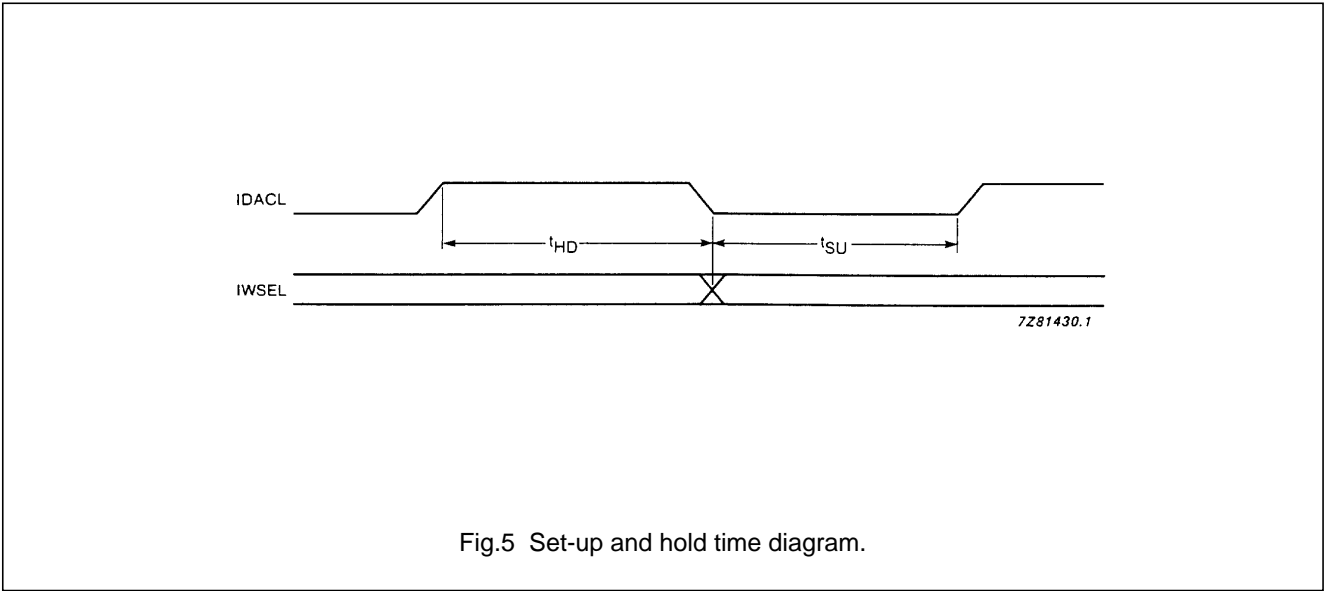 IDACL
tHD
tSU
IWSEL
7Z81430.1
Fig.5 Set-up and hold time diagram.